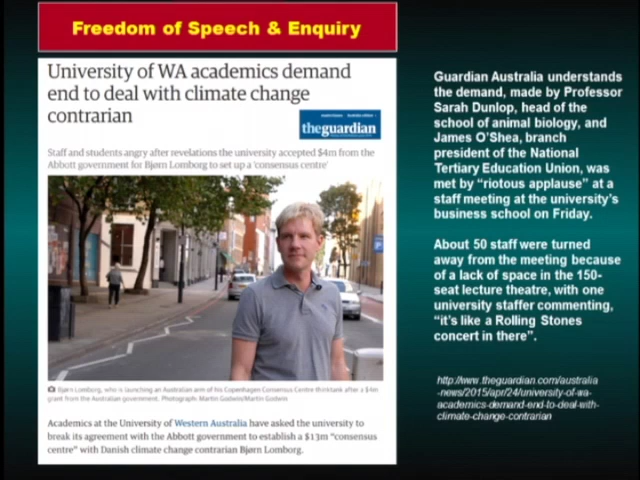 Freedom of Speech & Enquiry
University of WA academics demand
end to deal with climate change
contrarian
theguardian
Staff and students angry after revelations the university accepted $4m from the
Abbott government for Bjørn Lomborg to set up a 'consensus centre'
Bjørn Lomborg, who is launching an Australian arm of his Copenhagen Consensus Centre thinktank after a $4m
grant from the Australian government. Photograph: Martin Godwin/Martin Godwin
Academics at the University of Western Australia have asked the university to
break its agreement with the Abbott government to establish a $13m "consensus
centre" with Danish climate change contrarian Bjørn Lomborg.
Guardian Australia understands
the demand, made by Professor
Sarah Dunlop, head of the
school of animal biology, and
James O'Shea, branch
president of the National
Tertiary Education Union, was
met by "riotous applause" at a
staff meeting at the university's
business school on Friday.
About 50 staff were turned
away from the meeting because
of a lack of space in the 150-
seat lecture theatre, with one
university staffer commenting,
"it's like a Rolling Stones
concert in there".
http://www.theguardian.com/australia
-news/2015/apr/24/university-of-wa-
academics-demand-end-to-deal-with-
climate-change-contrarian